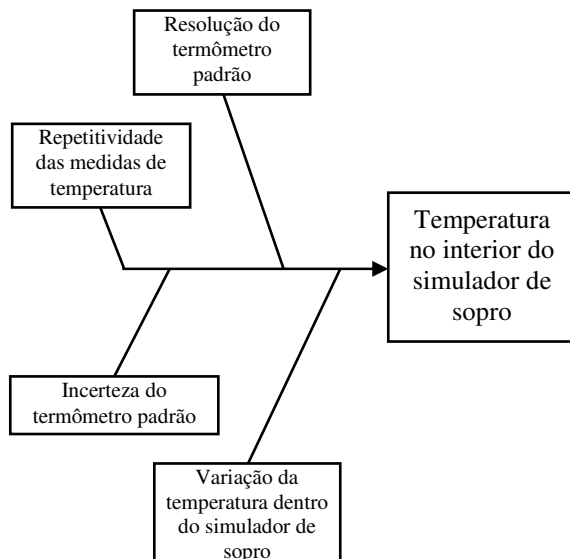 Resolução do
termômetro
padrão
Repetitividade
das medidas de
temperatura
Temperatura
no interior do
simulador de
sopro
Incerteza do
termômetro padrão
Variação da
temperatura dentro
do simulador de
sopro